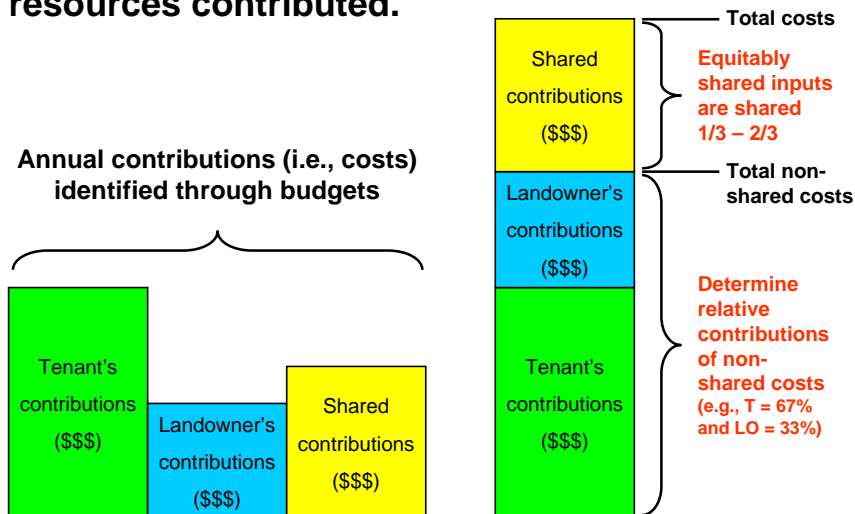 resources contributed.
Annual contributions (i.e., costs)
identified through budgets
Tenant's
contributions
($$$)
Landowner's
contributions
($$$)
Shared
contributions
($$$)
Shared
contributions
($$$)
Landowner's
contributions
($$$)
Tenant's
contributions
($$$)
Total costs
Equitably
shared inputs
are shared
1/3 – 2/3
Total non-
shared costs
Determine
relative
contributions
of non-
shared costs
(e.g., T = 67%
and LO = 33%)